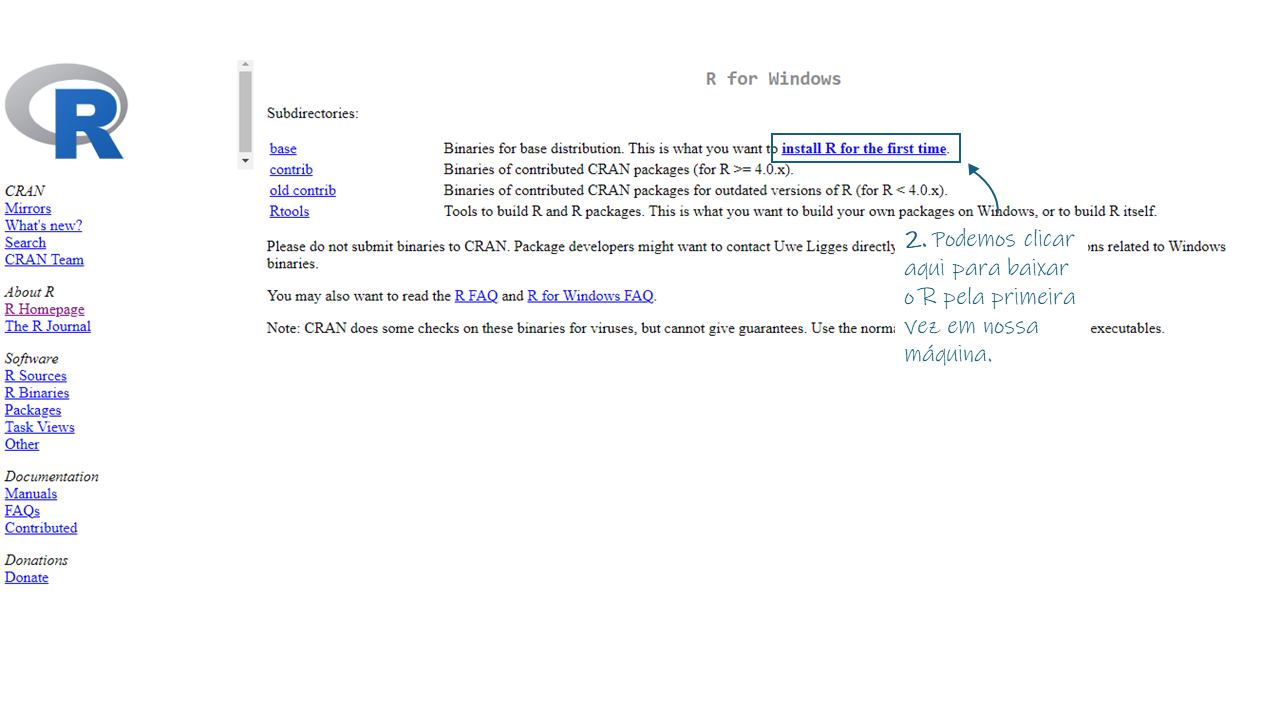 R
CRAN
Mirrors
What's new?
Search
CRAN Team
About R
R Homepage
The R Journal
Software
R Sources
R Binaries
Packages
Task Views
Other
Documentation
Manuals
FAQs
Contributed
Donations
Donate
R for Windows
Subdirectories:
base Binaries for base distribution. This is what you want to install R for the first time.
contrib Binaries of contributed CRAN packages (for R >= 4.0.x).
old contrib Binaries of contributed CRAN packages for outdated versions of R (for R < 4.0.x).
Rtools Tools to build R and R packages. This is what you want to build your own packages on Windows, or to build R itself.
Please do not submit binaries to CRAN. Package developers might want to contact Uwe Ligges directly related to Windows
binaries.
You may also want to read the R FAQ and R for Windows FAQ.
Note: CRAN does some checks on these binaries for viruses, but cannot give guarantees. Use the executables.
2. Podemos clicar
aqui para baixar
o R pela primeira
vez em nossa
máquina.